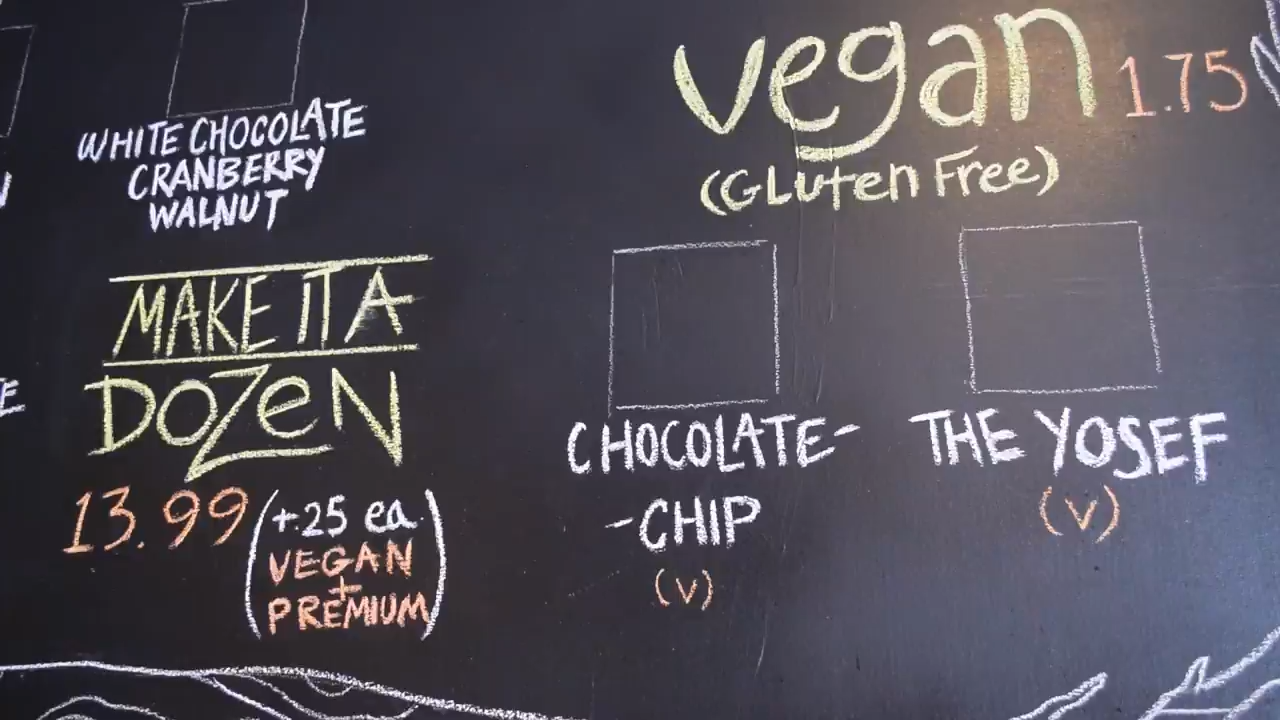 WHITE CHOCOLATE
CRANBERRY
WALNUT
MAKE IT A
DOZEN
13.99 (+.25 ea.
VEGAN
+
PREMIUM)
vegan 1.75
(Gluten Free)
CHOCOLATE-
-CHIP
(V)
THE YOSEF
(V)